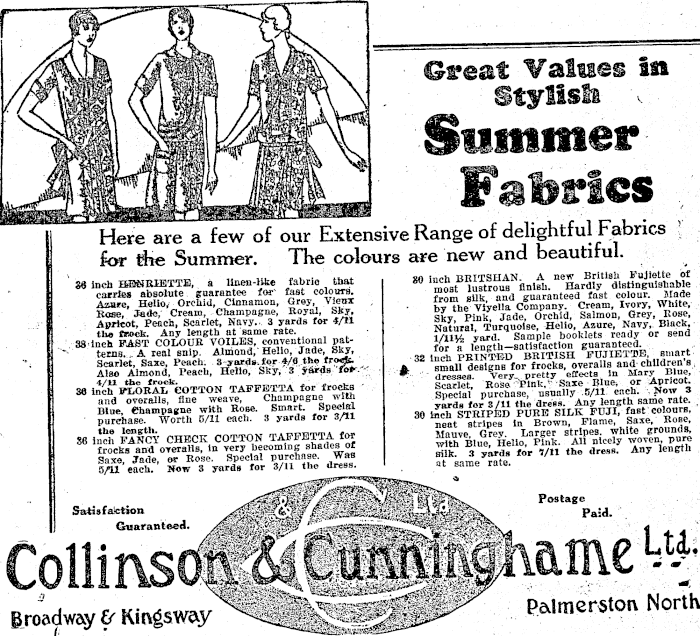 Great Values in
Stylish
Summer
Fabrics
Here are a few of our Extensive Range of delightful Fabrics
for the Summer. The colours are new and beautiful.
36 inch HENRIETTE, a linen-like fabric that
carries absolute guarantee for fast colours.
Azure, Helio, Orchid, Cinnamon, Grey, Vieux
Rose, Jade, Cream, Champagne, Royal, Sky,
Apricot, Peach, Scarlet, Navy. 3 yards for 4/11
the frock. Any length at same rate.
38 inch FAST COLOUR VOILES, conventional pat-
terns. A real snip. Almond, Helio, Jade, Sky,
Scarlet, Saxe, Peach. 3 yards for 4/6 the frock.
Also Almond, Peach, Helio, Sky, 3 yards for
4/11 the frock.
36 inch FLORAL COTTON TAFFETTA for frocks
and overalls, fine weave, Champagne with
Blue, Champagne with Rose. Smart. Special
purchase. Worth 5/11 each. 3 yards for 3/11
the length.
36 inch FANCY CHECK COTTON TAFFETTA for
frocks and overalls, in very becoming shades of
Saxe, Jade, or Rose. Special purchase. Was
5/11 each. Now 3 yards for 3/11 the dress.
30 inch BRITSHAN. A new British Fujiette of
most lustrous finish. Hardly distinguishable
from silk, and guaranteed fast colour. Made
by the Viyella Company. Cream, Ivory, White,
Sky, Pink, Jade, Orchid, Salmon, Grey, Rose,
Natural, Turquoise, Helio, Azure, Navy, Black,
1/11½ yard. Sample booklets ready or send
for a length—satisfaction guaranteed.
32 inch PRINTED BRITISH FUJIETTE, smart
small designs for frocks, overalls and children's
dresses. Very pretty effects in Mary Blue,
Scarlet, Rose Pink, Saxe Blue, or Apricot.
Special purchase, usually 5/11 each. Now 3
yards for 3/11 the dress. Any length same rate.
30 inch STRIPED PURE SILK FUJI, fast colours,
neat stripes in Brown, Flame, Saxe, Rose,
Mauve, Grey. Larger stripes, white grounds,
with Blue, Helio, Pink. All nicely woven, pure
silk. 3 yards for 7/11 the dress. Any length
at same rate.
Satisfaction
Guaranteed.
Postage
Paid.
& Ltd
Collinson & Cunninghame Ltd.
Broadway & Kingsway
Palmerston North